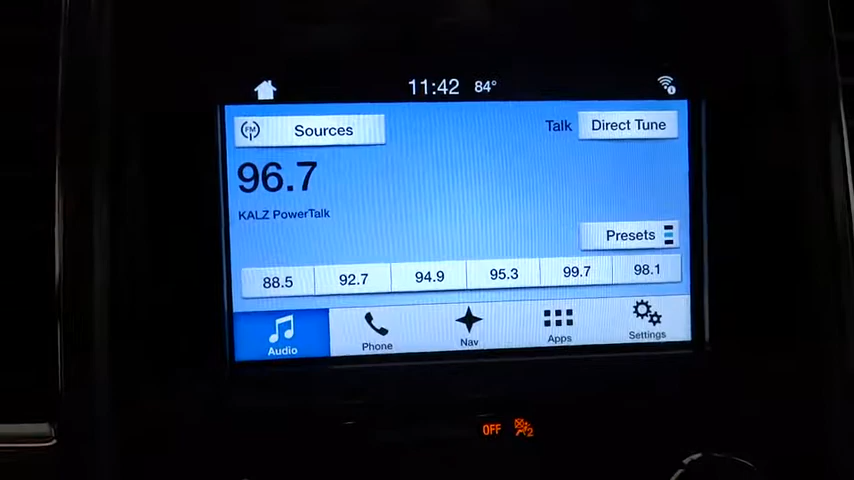 11:42 84°
FM Sources
Talk Direct Tune
96.7
KALZ PowerTalk
Presets
88.5 92.7 94.9 95.3 99.7 98.1
Audio Phone Nav Apps Settings
OFF 2